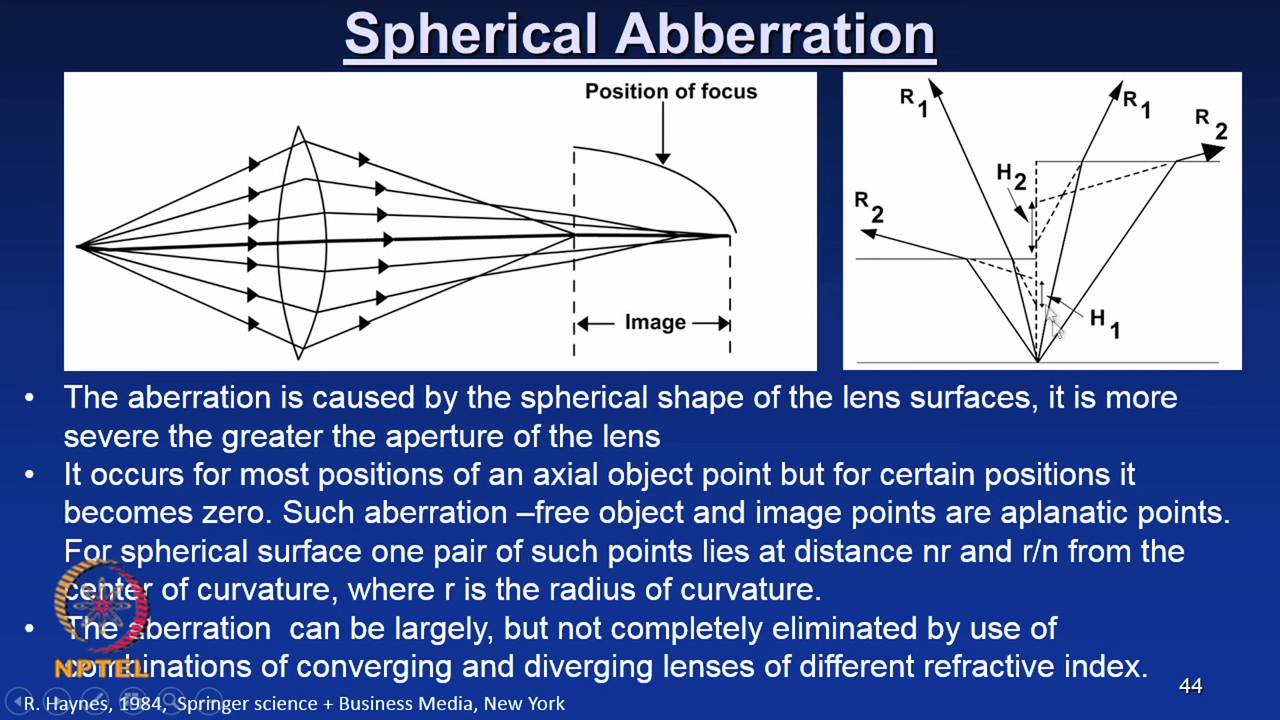 Spherical Abberration
Position of focus
Image
R1
R1
R2
H2
R2
H1
• The aberration is caused by the spherical shape of the lens surfaces, it is more
severe the greater the aperture of the lens
• It occurs for most positions of an axial object point but for certain positions it
becomes zero. Such aberration –free object and image points are aplanatic points.
For spherical surface one pair of such points lies at distance nr and r/n from the
center of curvature, where r is the radius of curvature.
• The aberration can be largely, but not completely eliminated by use of
combinations of converging and diverging lenses of different refractive index.
NPTEL
44
R. Haynes, 1984, Springer science + Business Media, New York